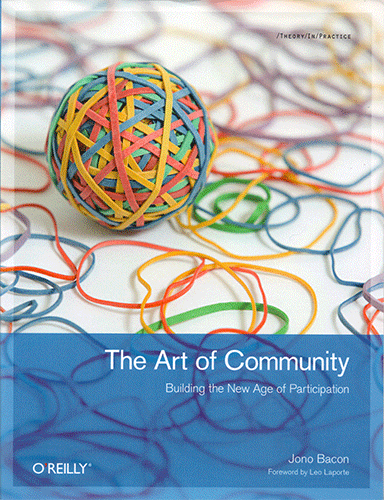 /THEORY/IN/PRACTICE
The Art of Community
Building the New Age of Participation
Jono Bacon
Foreword by Leo Laporte
O REILLY®